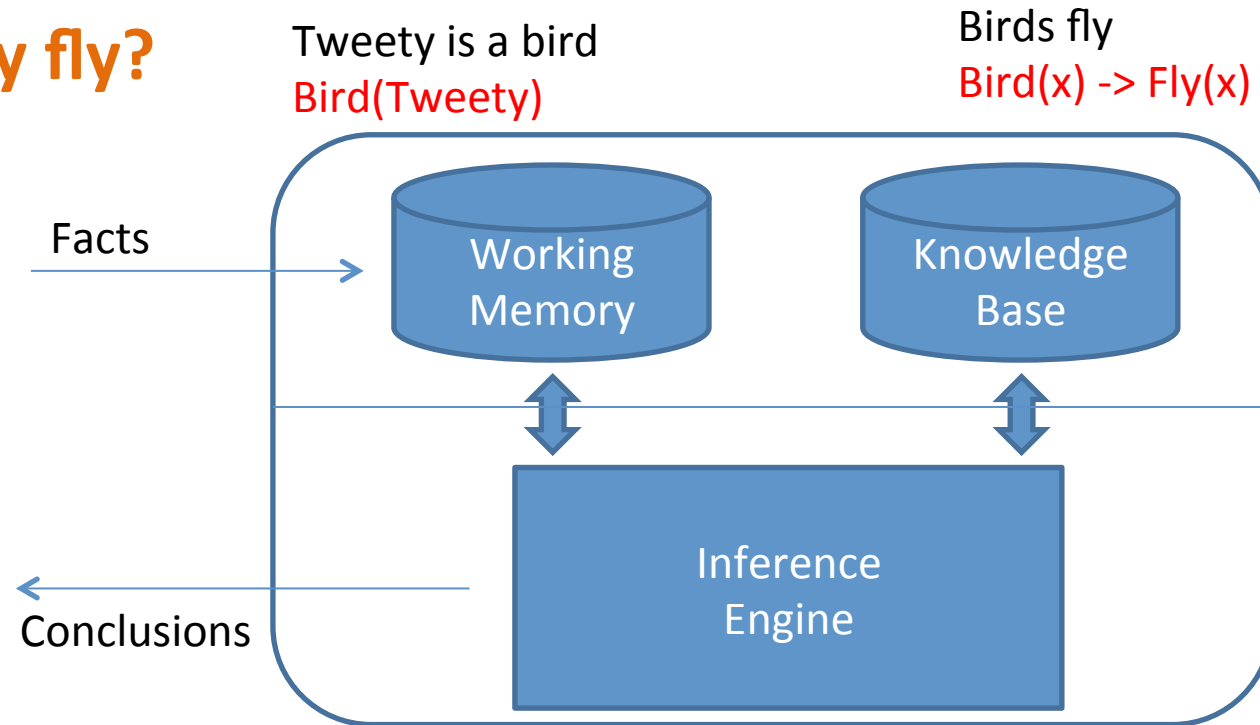 y fly?
Tweety is a bird
Bird(Tweety)
Birds fly
Bird(x) -> Fly(x)
Facts
Working
Memory
Knowledge
Base
Inference
Engine
Conclusions